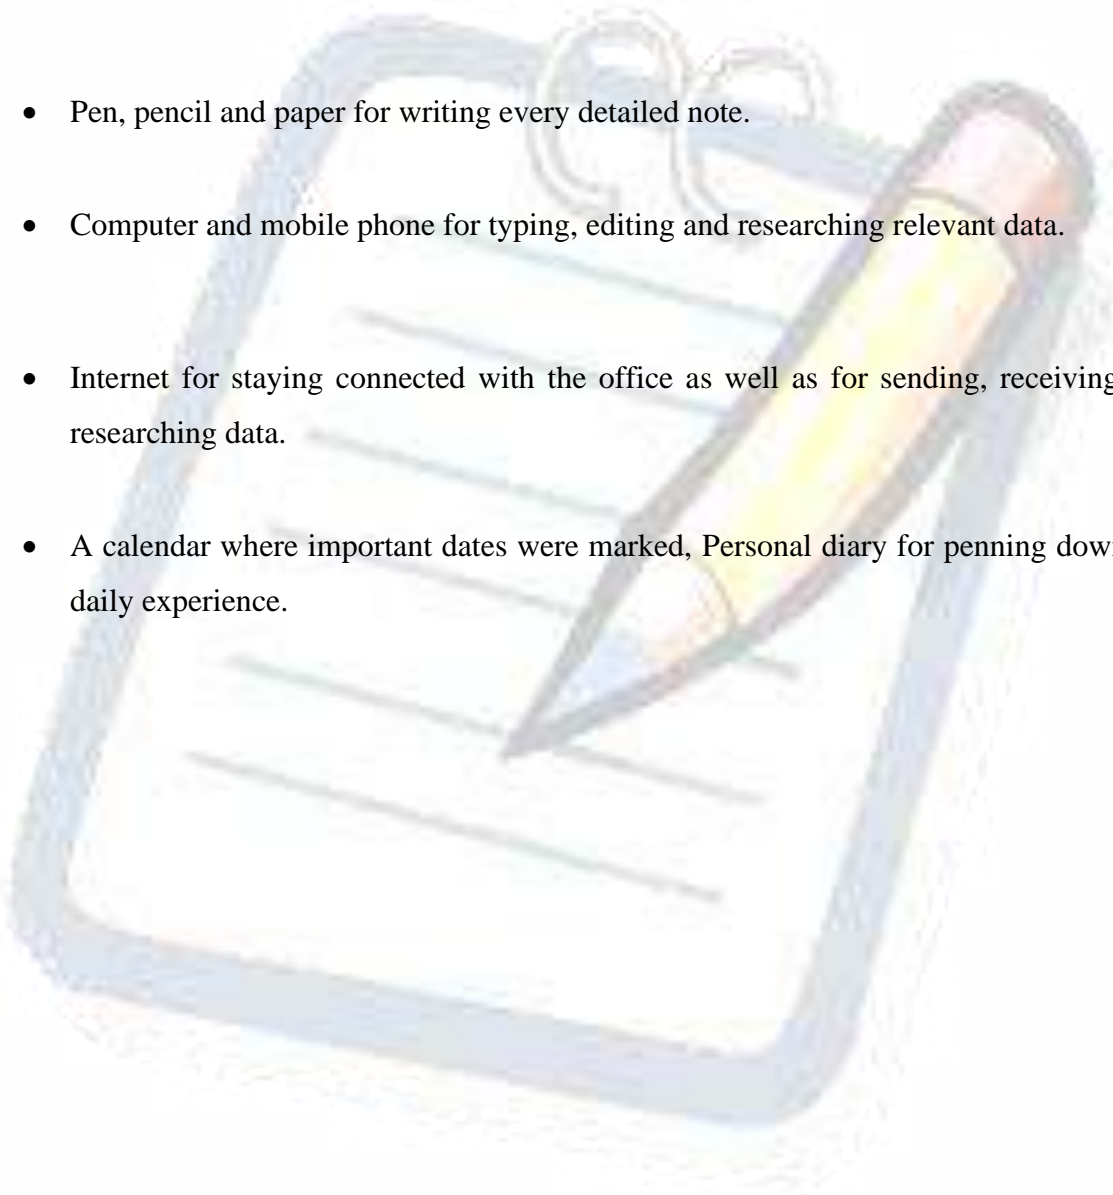 • Pen, pencil and paper for writing every detailed note.
• Computer and mobile phone for typing, editing and researching relevant data.
• Internet for staying connected with the office as well as for sending, receiving
researching data.
• A calendar where important dates were marked, Personal diary for penning down
daily experience.